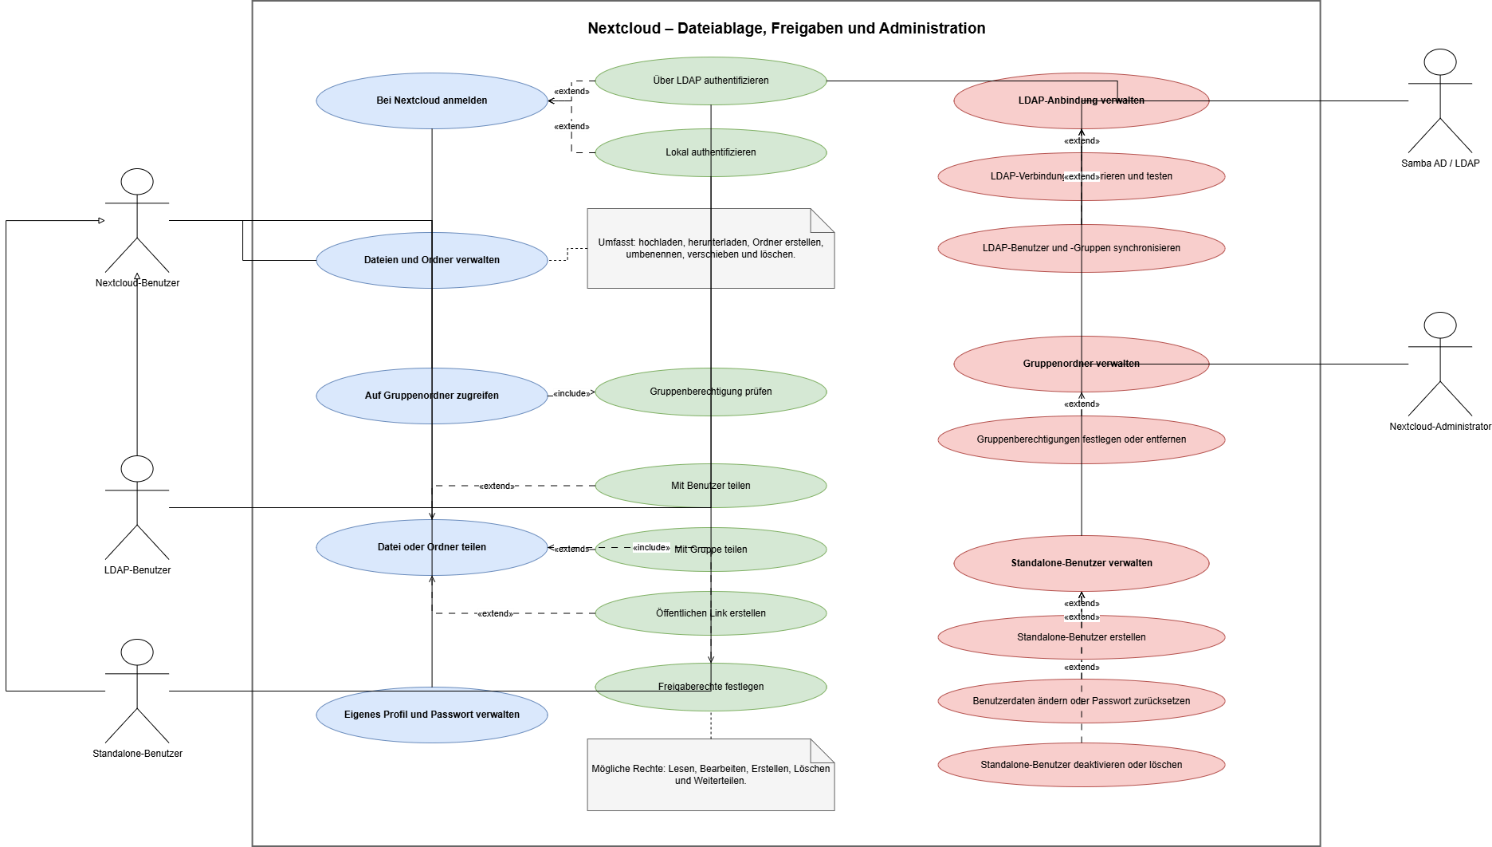 Nextcloud – Dateiablage, Freigaben und Administration
Bei Nextcloud anmelden
«extend»
«extend»
Über LDAP authentifizieren
Lokal authentifizieren
LDAP-Anbindung verwalten
«extend»
LDAP-Verbindung
«extend»
rieren und testen
LDAP-Benutzer und -Gruppen synchronisieren
Samba AD / LDAP
Nextcloud-Benutzer
Dateien und Ordner verwalten
Umfasst: hochladen, herunterladen, Ordner erstellen,
umbenennen, verschieben und löschen.
Auf Gruppenordner zugreifen
«include»
Gruppenberechtigung prüfen
Gruppenordner verwalten
«extend»
Gruppenberechtigungen festlegen oder entfernen
Nextcloud-Administrator
LDAP-Benutzer
«extend»
Mit Benutzer teilen
Datei oder Ordner teilen
«extend»
«include»
Mit Gruppe teilen
«extend»
Öffentlichen Link erstellen
Freigaberechte festlegen
Eigenes Profil und Passwort verwalten
Standalone-Benutzer
Mögliche Rechte: Lesen, Bearbeiten, Erstellen, Löschen
und Weiterteilen.
Standalone-Benutzer verwalten
«extend»
«extend»
Standalone-Benutzer erstellen
«extend»
Benutzerdaten ändern oder Passwort zurücksetzen
Standalone-Benutzer deaktivieren oder löschen